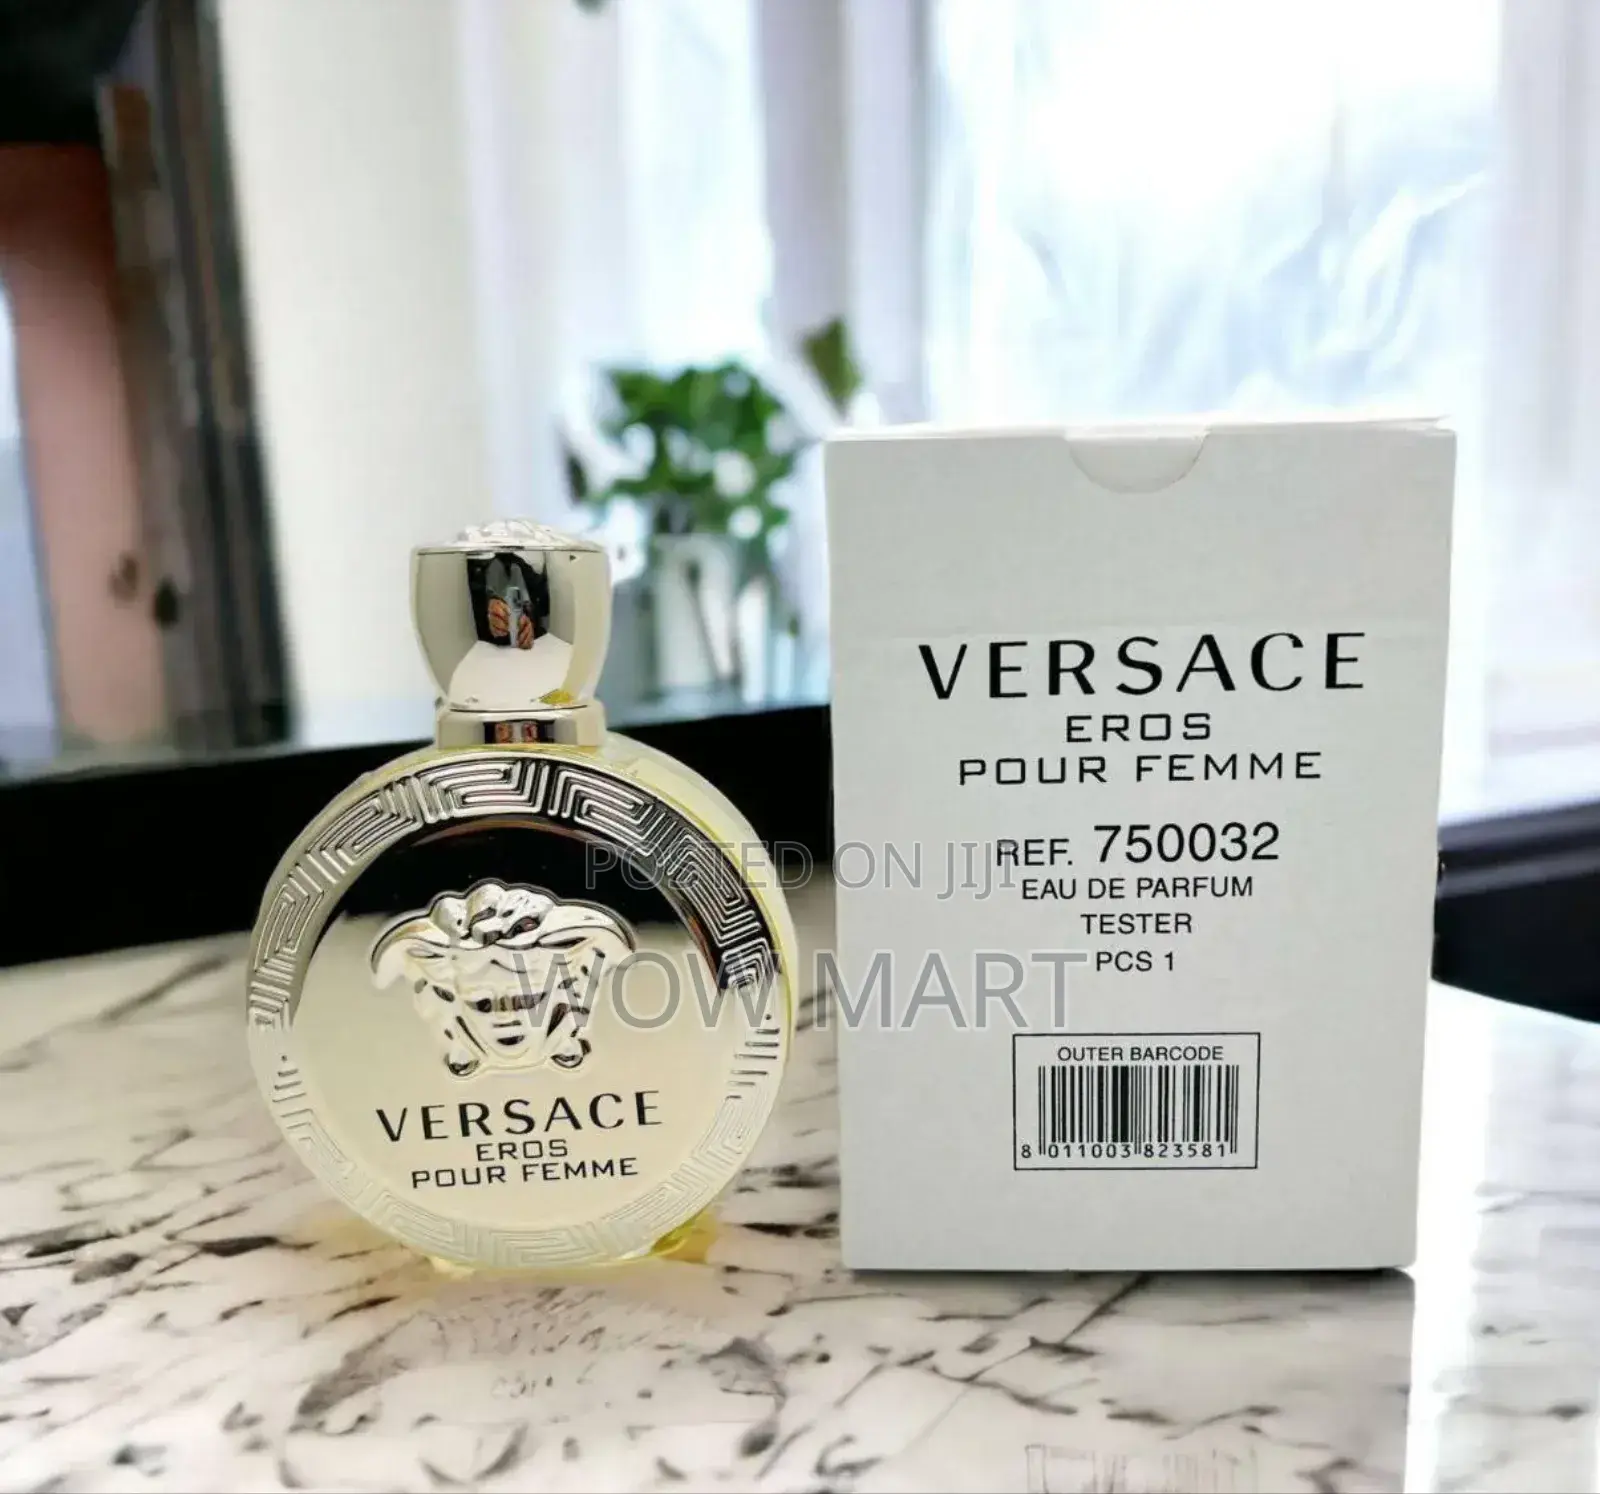 VERSACE
EROS
POUR FEMME
REF. 750032
EAU DE PARFUM
TESTER
PCS 1
OUTER BARCODE
8 011003 823581
VERSACE
EROS
POUR FEMME
POSTED ON JIJI
WOW MART